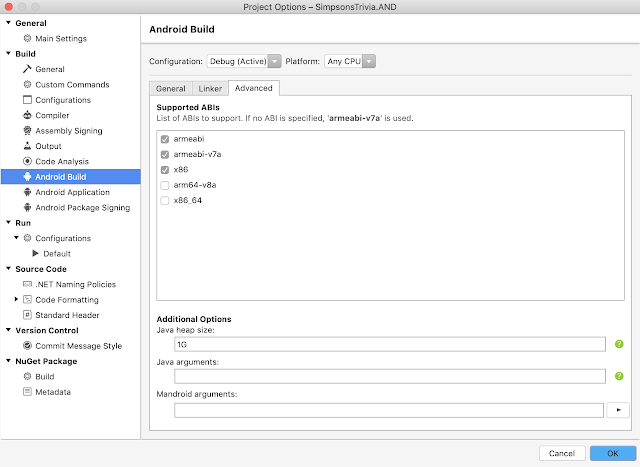 Project Options – SimpsonsTrivia.AND
General
Main Settings
Build
General
Custom Commands
Configurations
Compiler
Assembly Signing
Output
Code Analysis
Android Build
Android Application
Android Package Signing
Run
Configurations
Default
Source Code
.NET Naming Policies
Code Formatting
Standard Header
Version Control
Commit Message Style
NuGet Package
Build
Metadata
Android Build
Configuration: Debug (Active) Platform: Any CPU
General Linker Advanced
Supported ABIs
List of ABIs to support. If no ABI is specified, 'armeabi-v7a' is used.
armeabi
armeabi-v7a
x86
arm64-v8a
x86_64
Additional Options
Java heap size:
1G
Java arguments:
Mandroid arguments:
Cancel OK